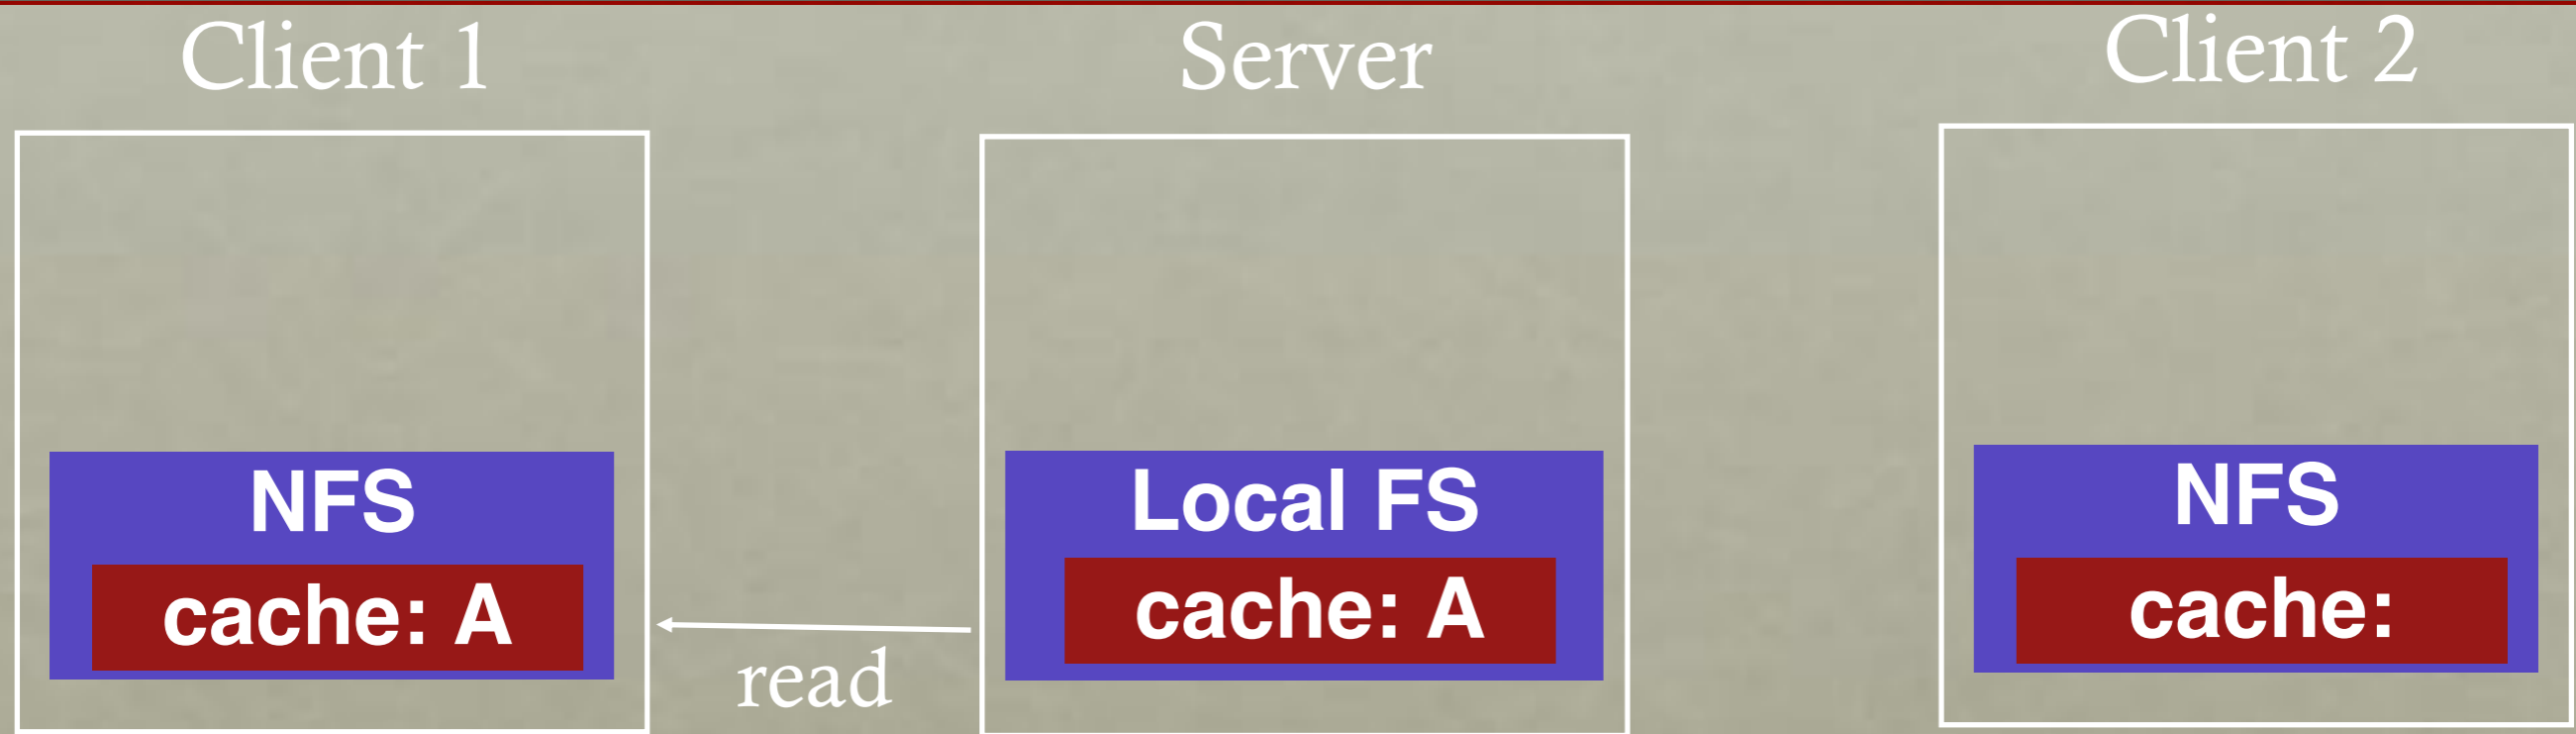 Client 1
Server
Client 2
NFS
cache: A
read
Local FS
cache: A
NFS
cache: